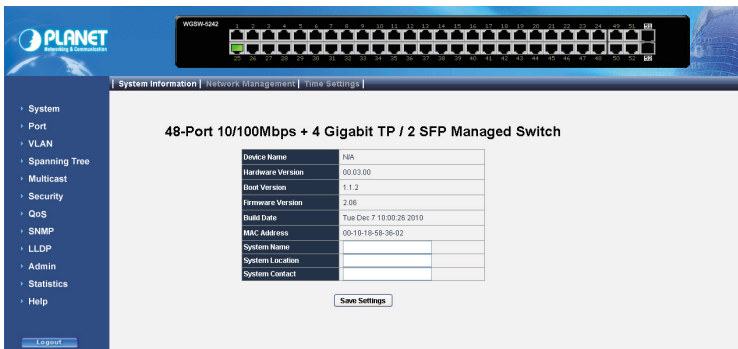 PLANET
Networking & Communication
WGSW-5242
1 2 3 4 5 6 7 8 9 10 11 12 13 14 15 16 17 18 19 20 21 22 23 24 49 51 51
25 26 27 28 29 30 31 32 33 34 35 36 37 38 39 40 41 42 43 44 45 46 47 48 50 52 52
| System Information | Network Management | Time Settings |
System
Port
VLAN
Spanning Tree
Multicast
Security
QoS
SNMP
LLDP
Admin
Statistics
Help
Logout
48-Port 10/100Mbps + 4 Gigabit TP / 2 SFP Managed Switch
Device Name N/A
Hardware Version 00.03.00
Boot Version 1.1.2
Firmware Version 2.06
Build Date Tue Dec 7 10:00:26 2010
MAC Address 00-10-18-58-36-02
System Name
System Location
System Contact
Save Settings